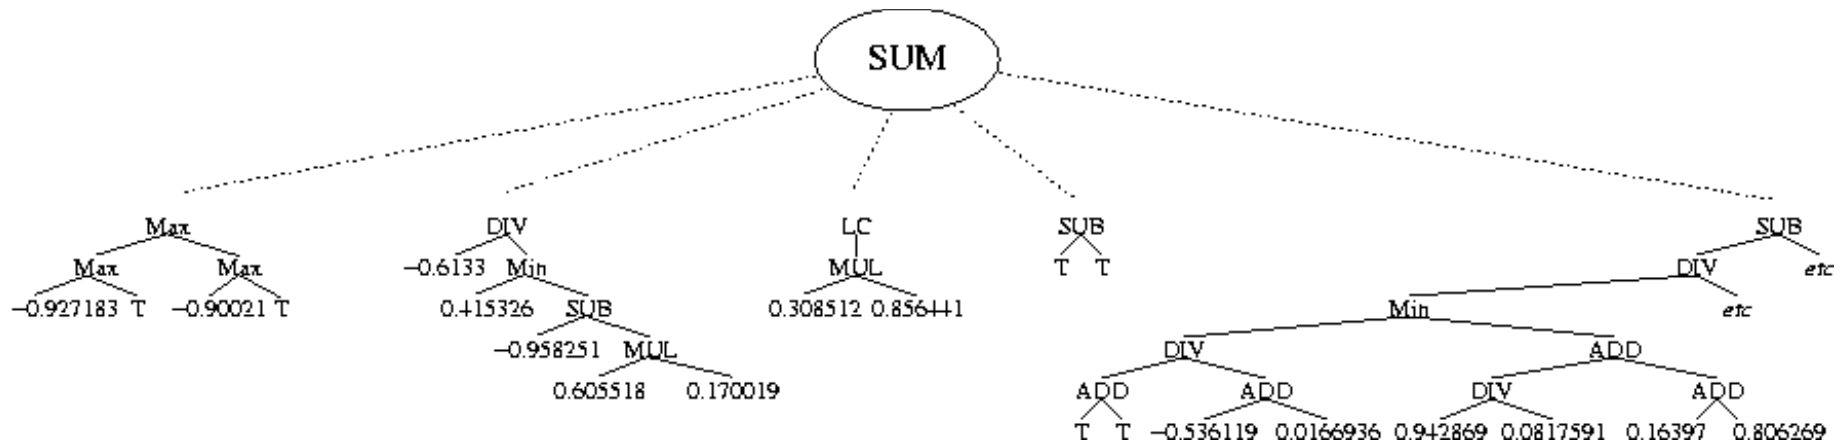 SUM
Max DIV LC SUB SUB
Max Max −0.6133 Min MUL T T DIV etc
−0.927183 T −0.90021 T 0.415326 SUB 0.308512 0.856441 Min etc
−0.958251 MUL DIV ADD
0.605518 0.170019 ADD ADD DIV ADD
T T −0.536119 0.0166936 0.942869 0.0817591 0.16397 0.806269